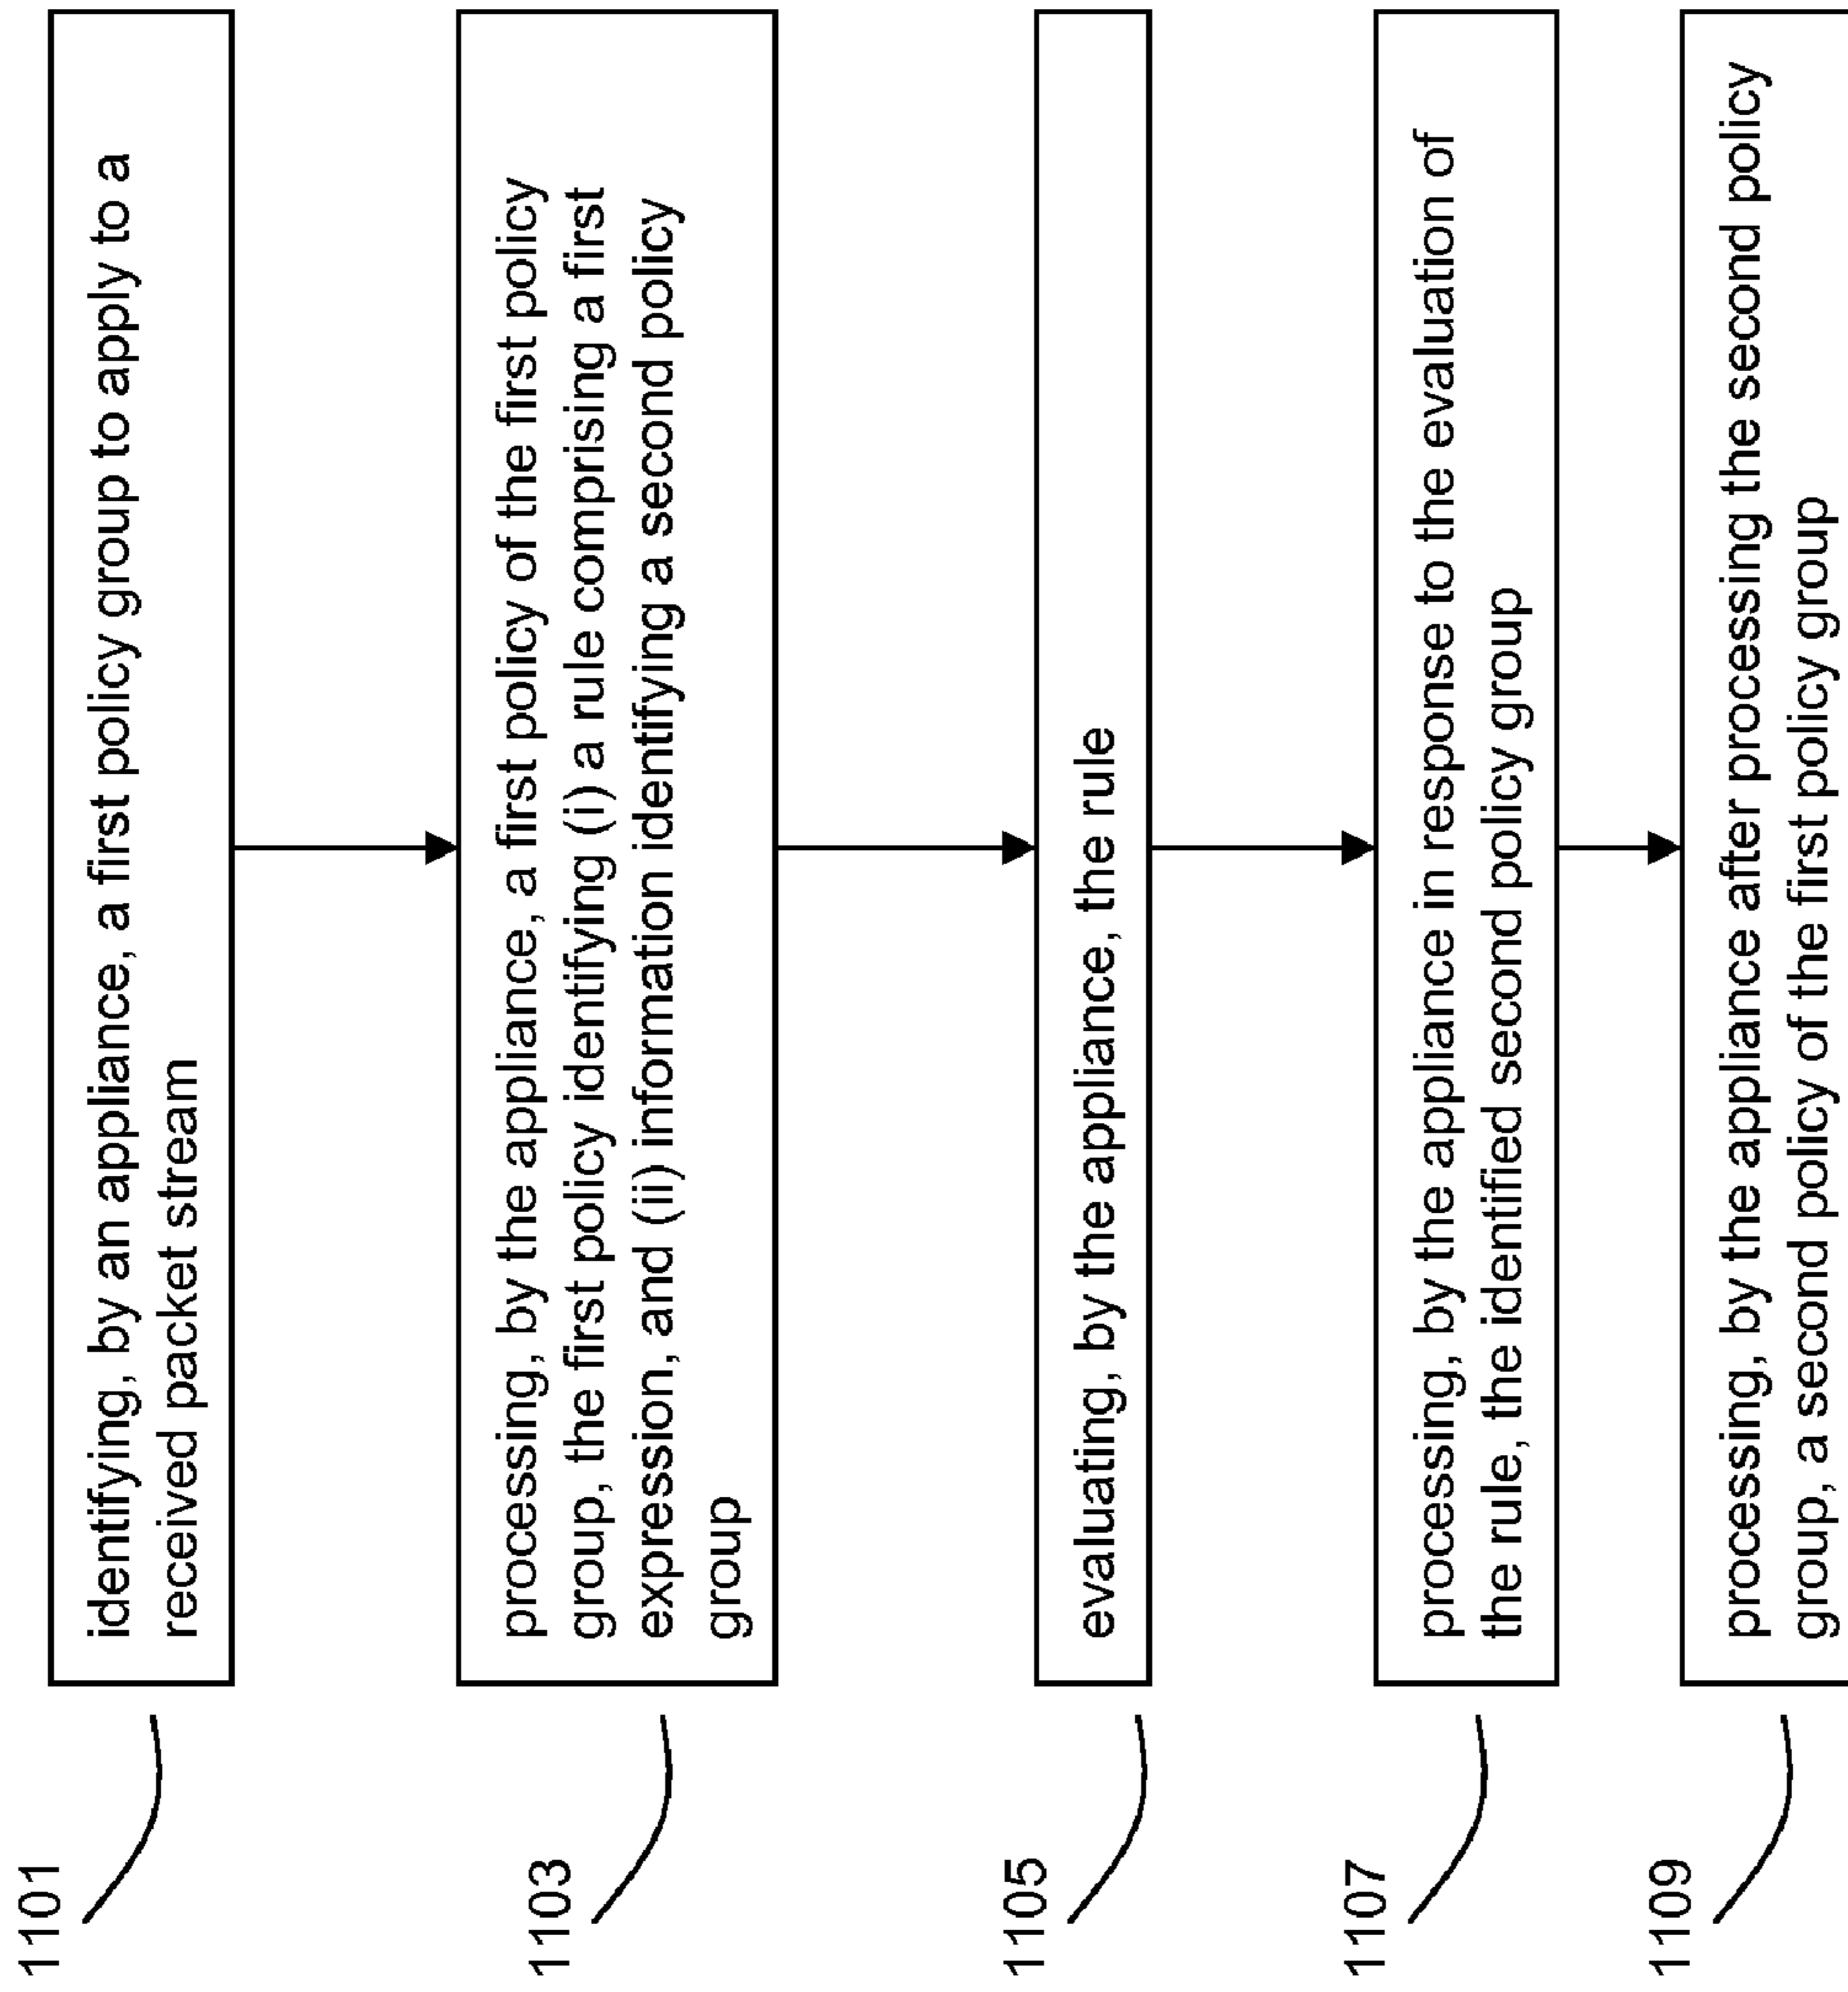 1101
identifying, by an appliance, a first policy group to apply to a
received packet stream
1103
processing, by the appliance, a first policy of the first policy
group, the first policy identifying (i) a rule comprising a first
expression, and (ii) information identifying a second policy
group
1105
evaluating, by the appliance, the rule
1107
processing, by the appliance in response to the evaluation of
the rule, the identified second policy group
1109
processing, by the appliance after processing the second policy
group, a second policy of the first policy group